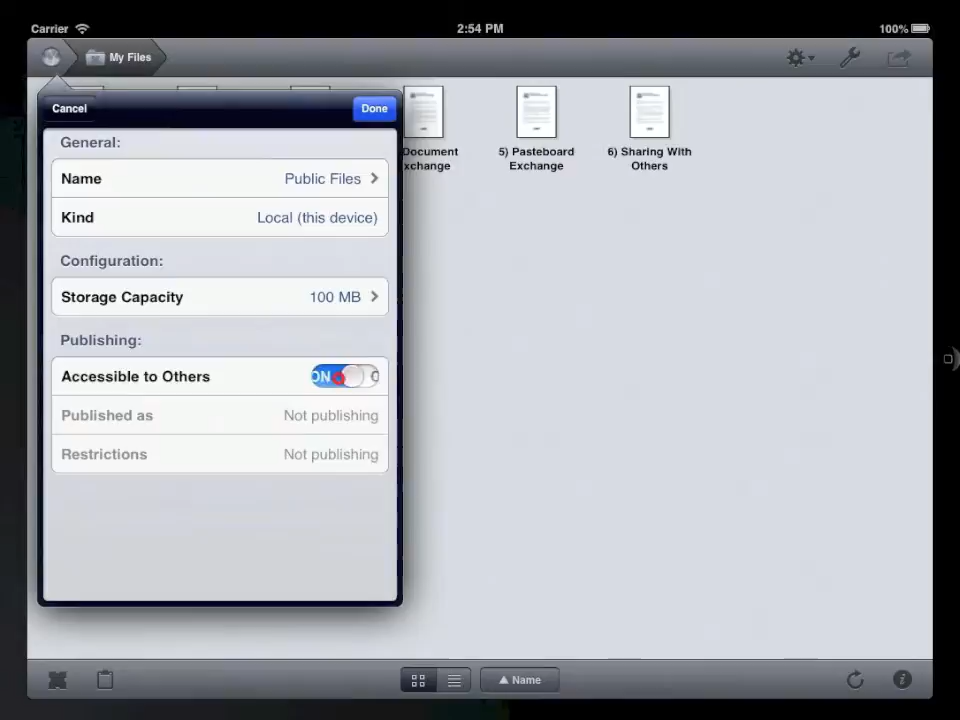 Carrier 2:54 PM 100%
My Files
Cancel Done
General:
Name Public Files
Kind Local (this device)
Configuration:
Storage Capacity 100 MB
Publishing:
Accessible to Others ON
Published as Not publishing
Restrictions Not publishing
Document
xchange
5) Pasteboard
Exchange
6) Sharing With
Others
Name